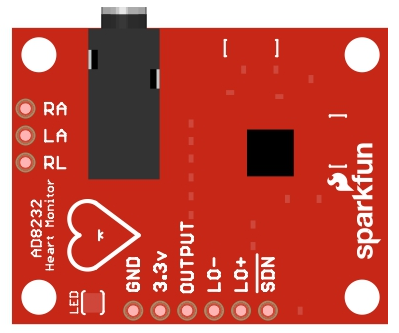 RA
LA
RL
AD8232
Heart Monitor
LED
GND
3.3v
OUTPUT
LO-
LO+
SDN
sparkfun